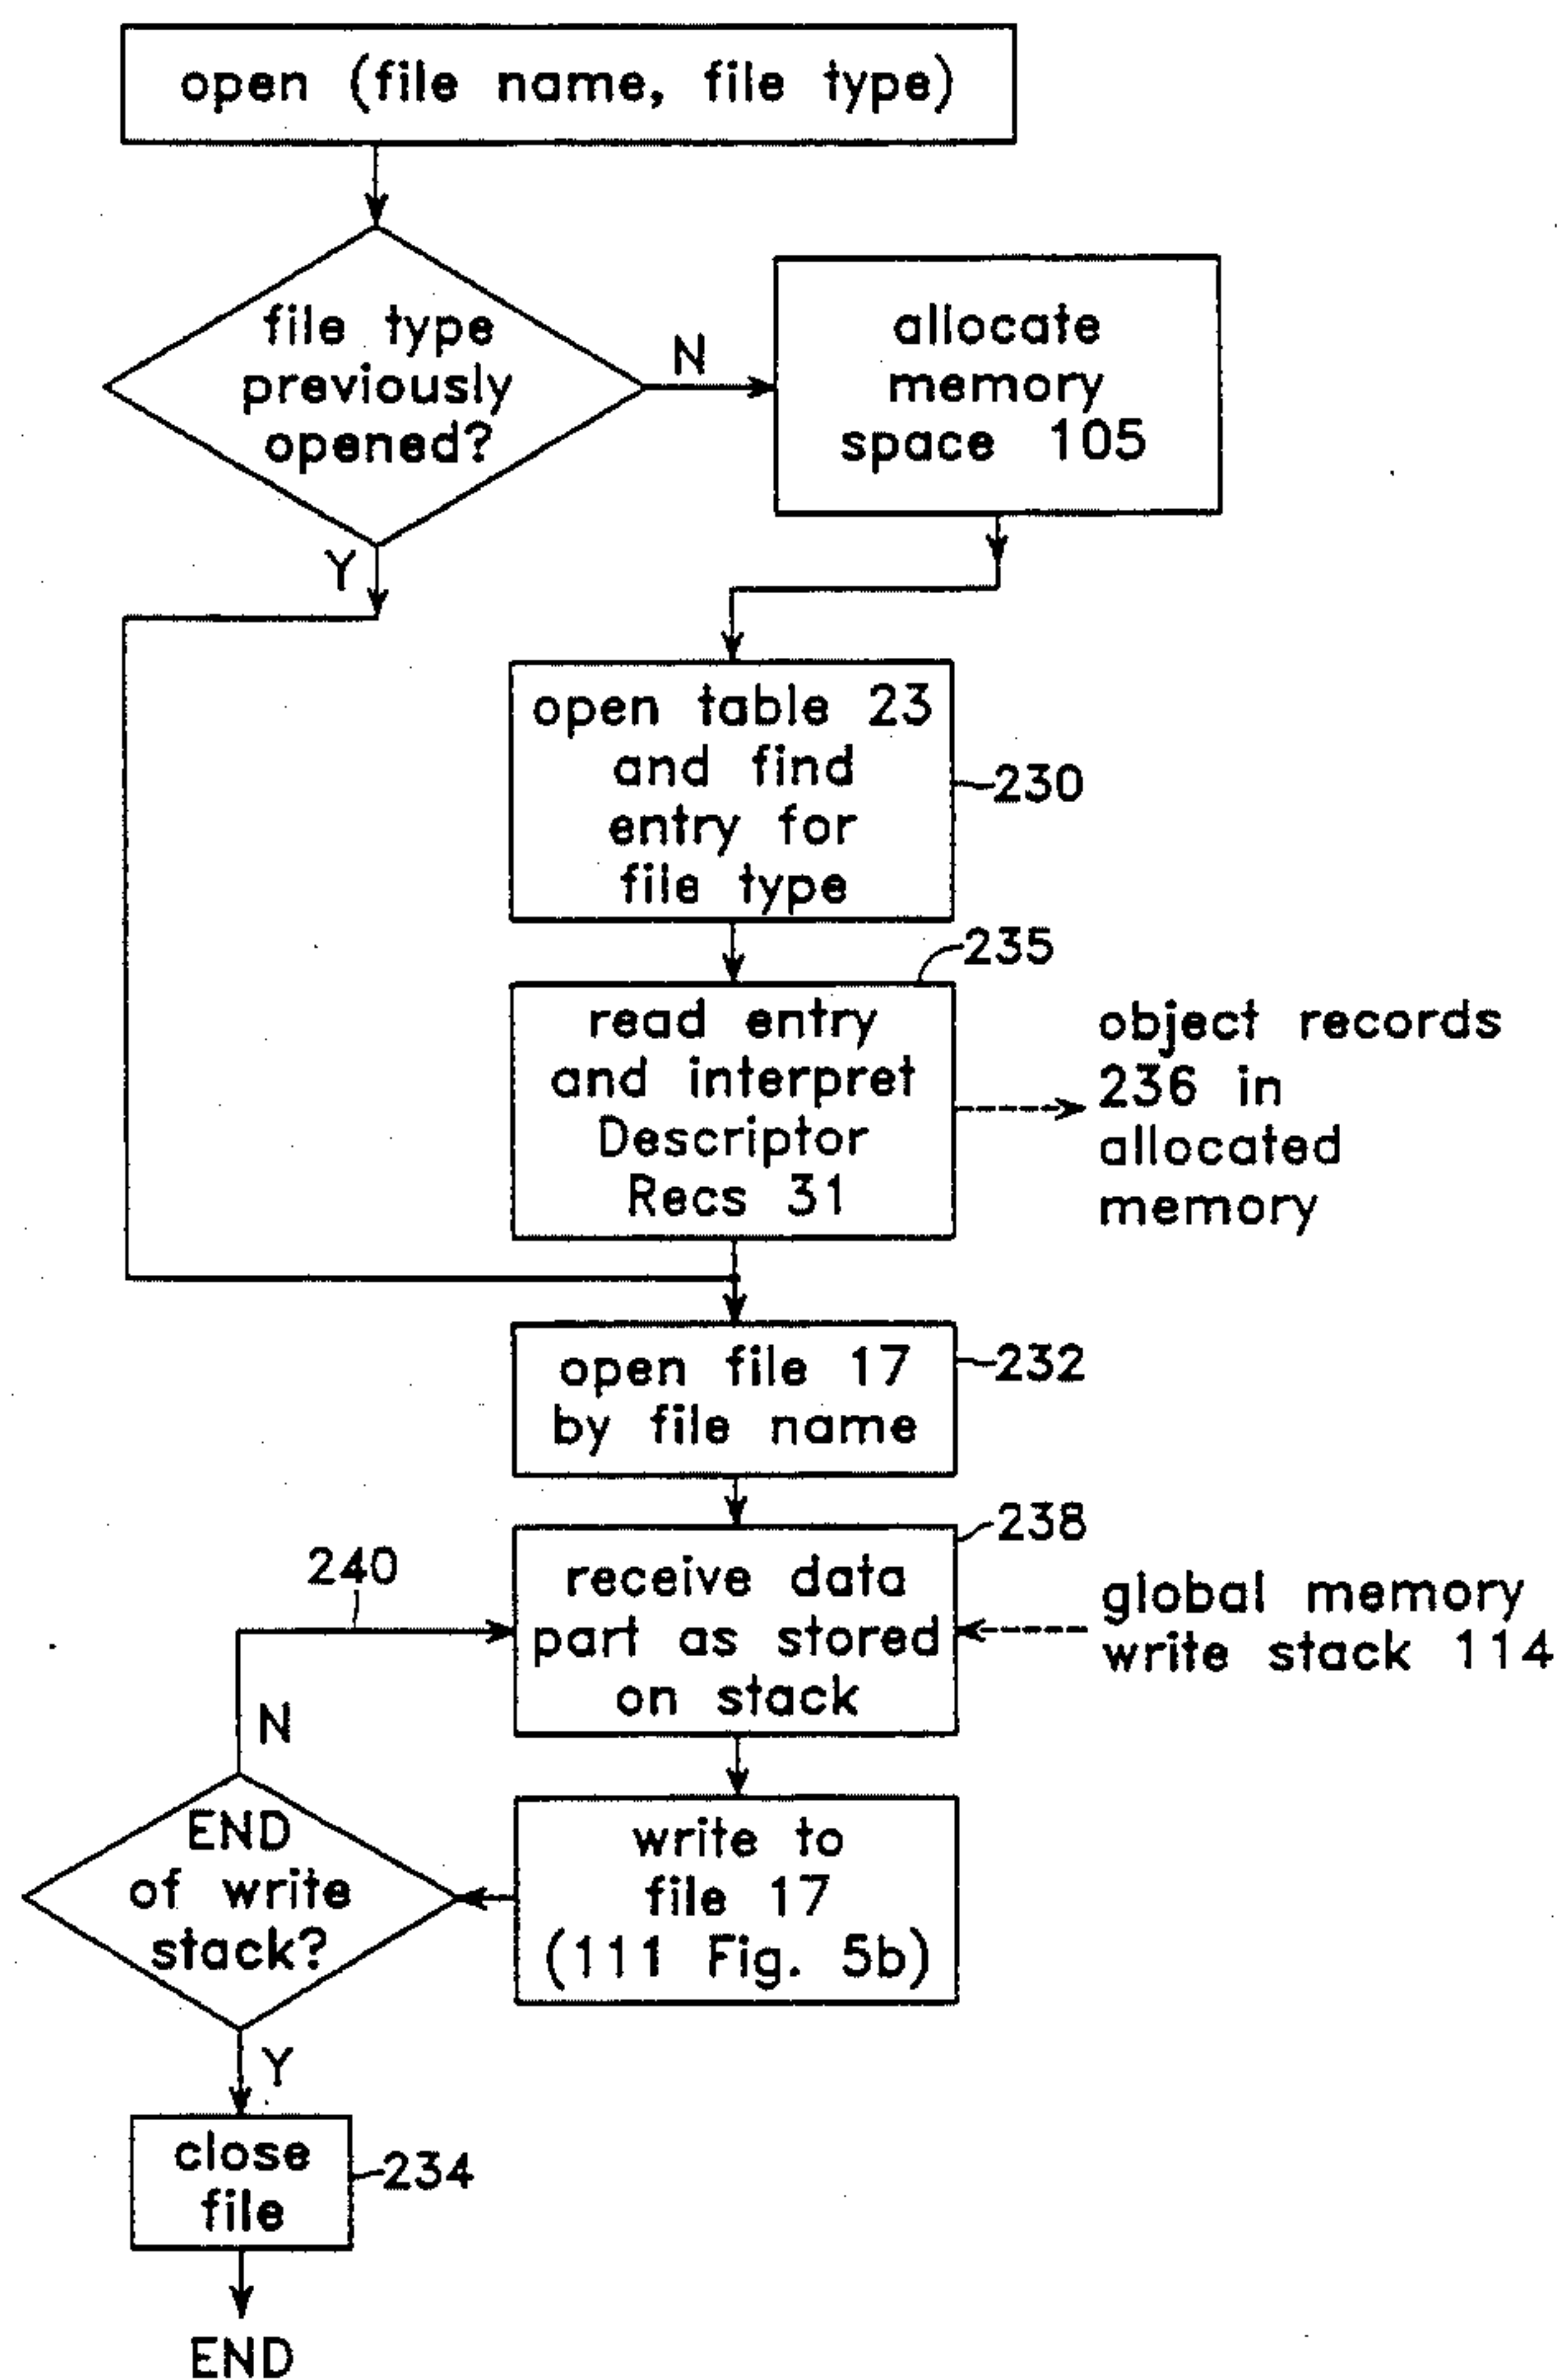 open (file name, file type)
file type
previously
opened?
N
allocate
memory
space 105
Y
open table 23
and find
entry for
file type
230
235
read entry
and interpret
Descriptor
Recs 31
object records
236 in
allocated
memory
open file 17
by file name
232
238
240
receive data
part as stored
on stack
global memory
write stack 114
N
END
of write
stack?
write to
file 17
(111 Fig. 5b)
Y
close
file
234
END